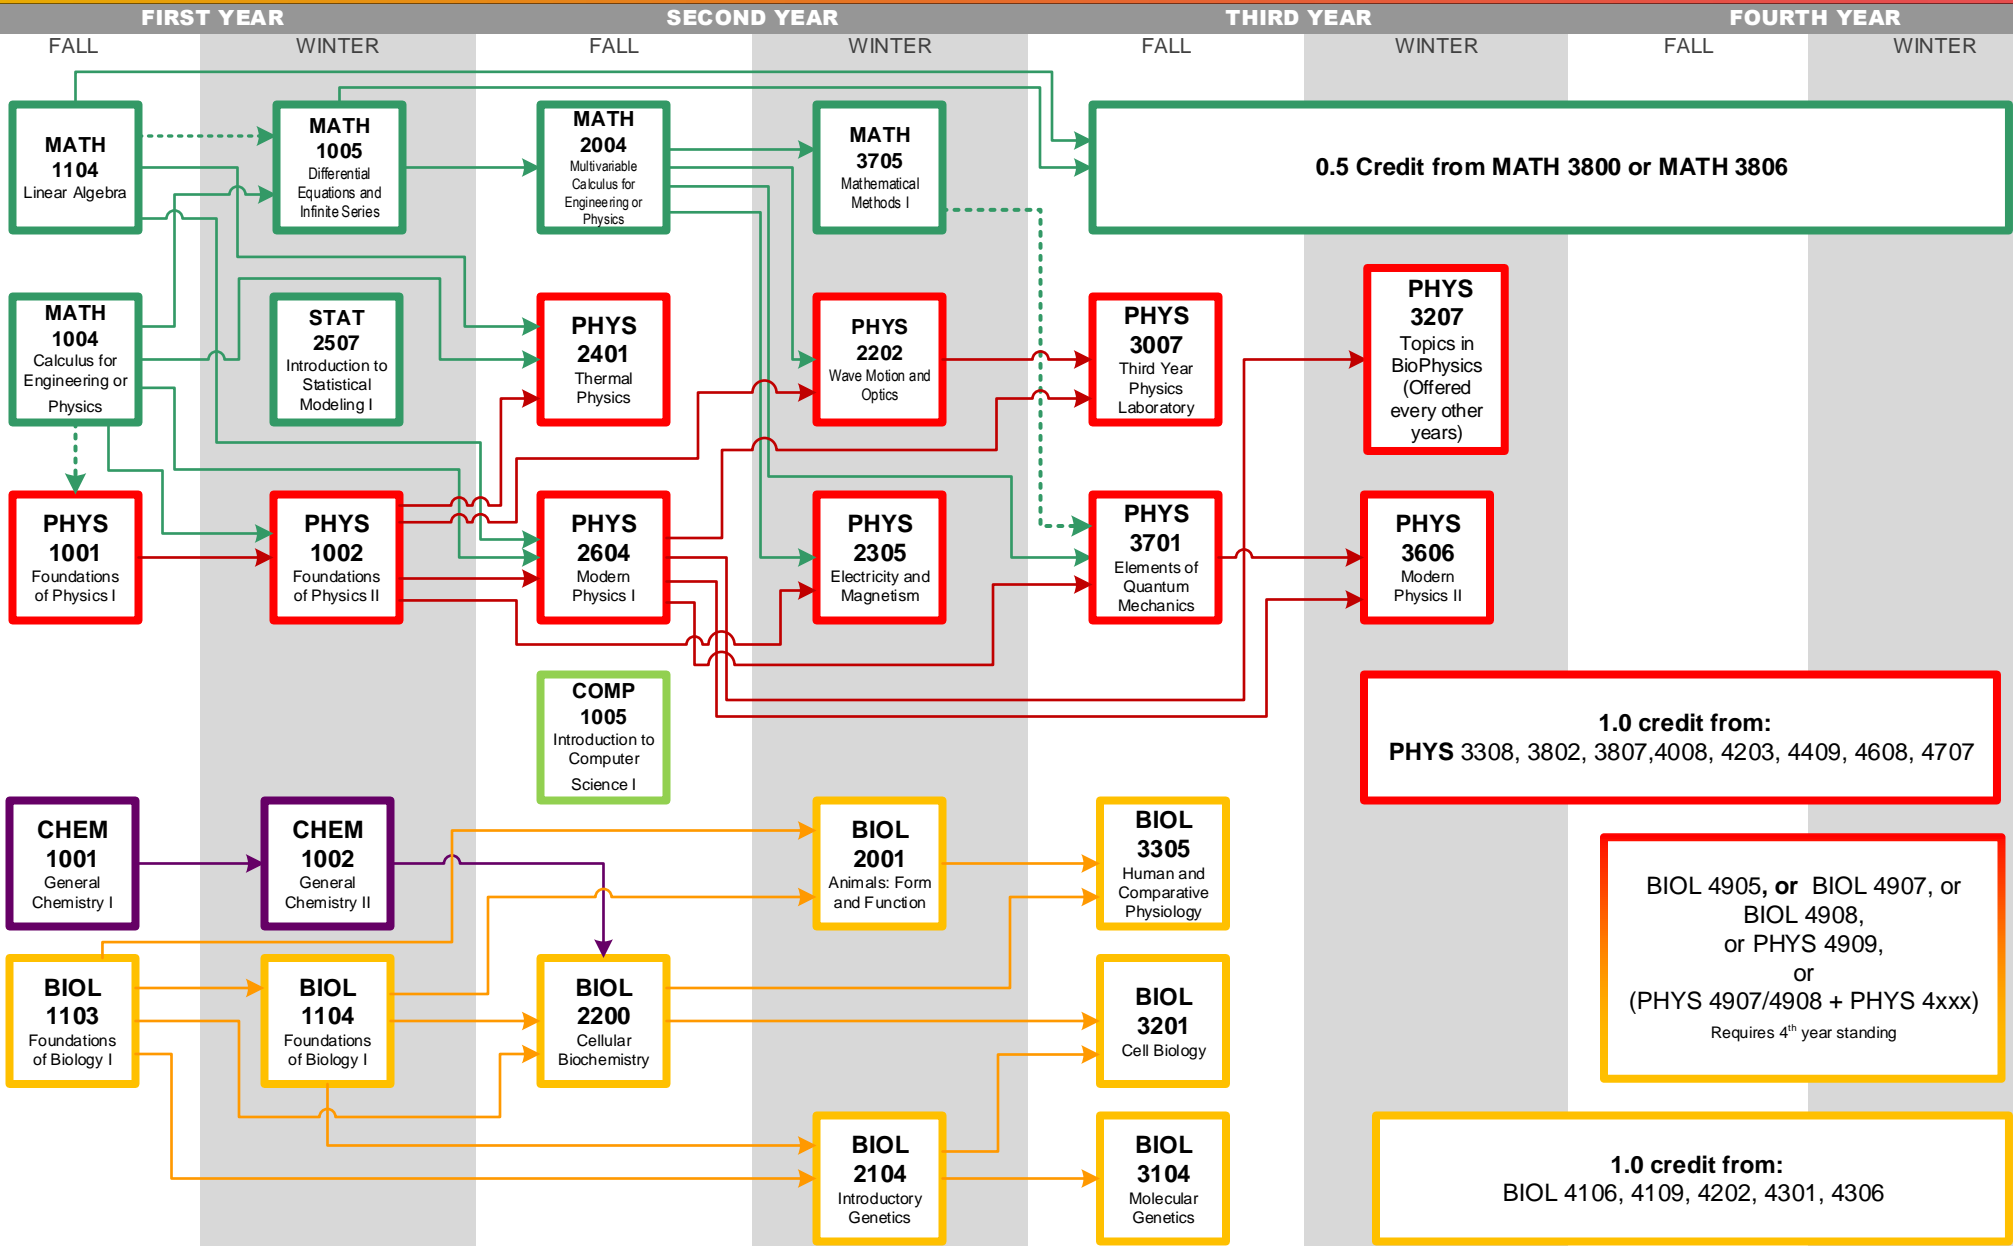 FIRST YEAR
SECOND YEAR
THIRD YEAR
FOURTH YEAR
FALL
WINTER
FALL
WINTER
FALL
WINTER
FALL
WINTER
MATH
1104
Linear Algebra
MATH
1005
Differential
Equations and
Infinite Series
MATH
2004
Multivariable
Calculus for
Engineering or
Physics
MATH
3705
Mathematical
Methods I
0.5 Credit from MATH 3800 or MATH 3806
MATH
1004
Calculus for
Engineering or
Physics
STAT
2507
Introduction to
Statistical
Modeling I
PHYS
2401
Thermal
Physics
PHYS
2202
Wave Motion and
Optics
PHYS
3007
Third Year
Physics
Laboratory
PHYS
3207
Topics in
BioPhysics
(Offered
every other
years)
PHYS
1001
Foundations
of Physics I
PHYS
1002
Foundations
of Physics II
PHYS
2604
Modern
Physics I
PHYS
2305
Electricity and
Magnetism
PHYS
3701
Elements of
Quantum
Mechanics
PHYS
3606
Modern
Physics II
COMP
1005
Introduction to
Computer
Science I
1.0 credit from:
PHYS 3308, 3802, 3807,4008, 4203, 4409, 4608, 4707
CHEM
1001
General
Chemistry I
CHEM
1002
General
Chemistry II
BIOL
2001
Animals: Form
and Function
BIOL
3305
Human and
Comparative
Physiology
BIOL 4905, or BIOL 4907, or
BIOL 4908,
or PHYS 4909,
or
(PHYS 4907/4908 + PHYS 4xxx)
Requires 4th year standing
BIOL
1103
Foundations
of Biology I
BIOL
1104
Foundations
of Biology I
BIOL
2200
Cellular
Biochemistry
BIOL
3201
Cell Biology
BIOL
2104
Introductory
Genetics
BIOL
3104
Molecular
Genetics
1.0 credit from:
BIOL 4106, 4109, 4202, 4301, 4306